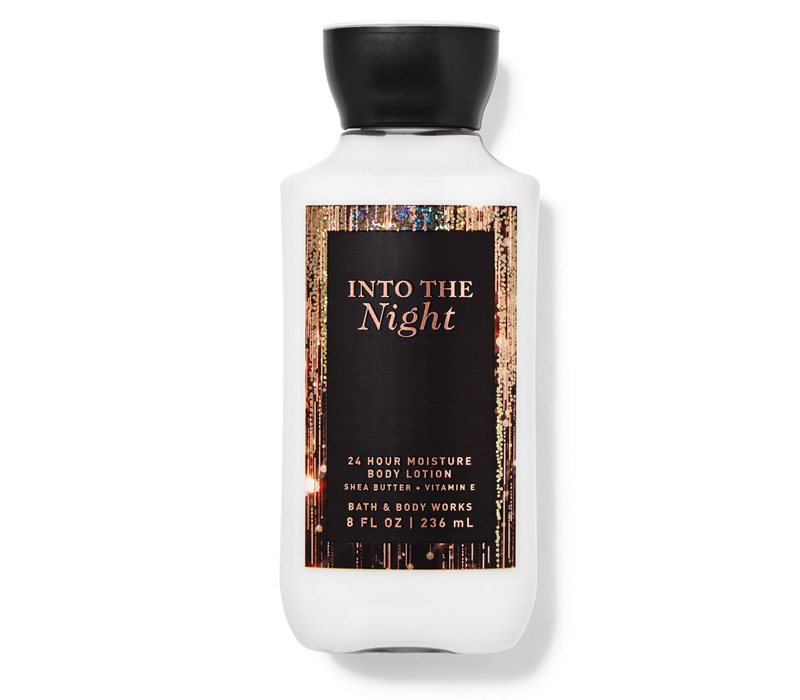 INTO THE
Night
24 HOUR MOISTURE
BODY LOTION
SHEA BUTTER + VITAMIN E
BATH & BODY WORKS
8 FL OZ | 236 mL